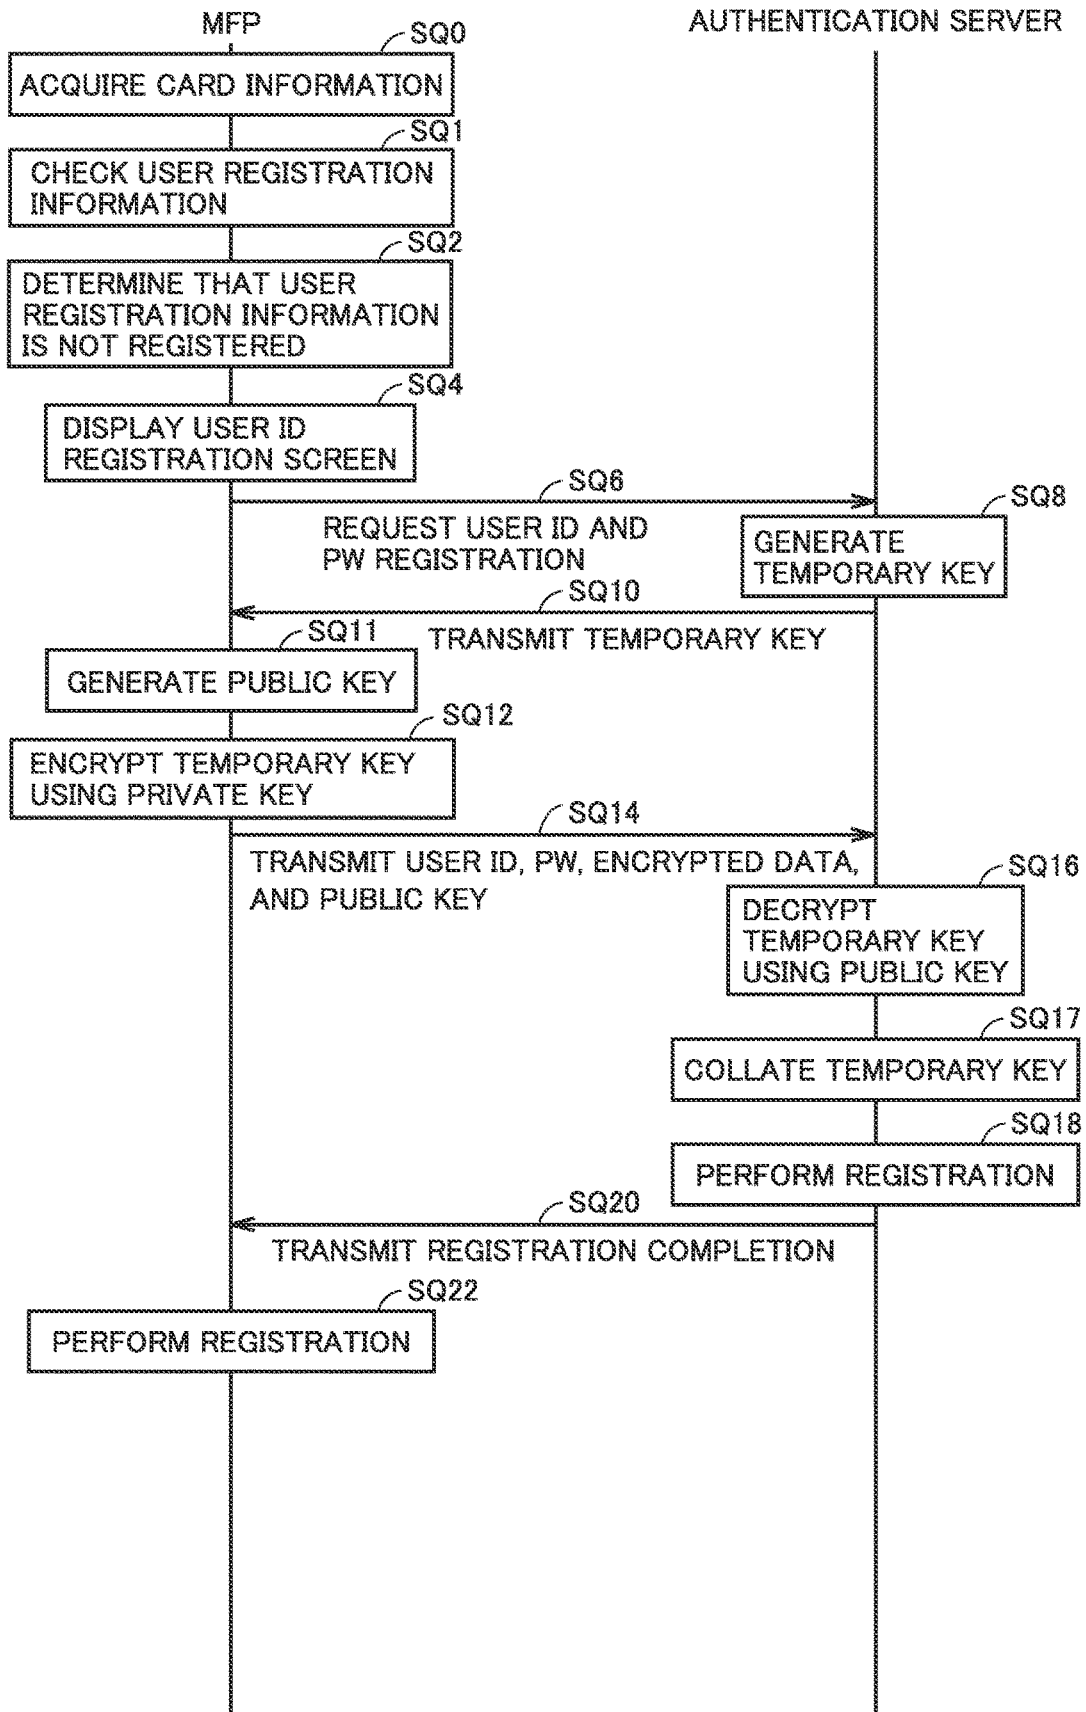 MFP
AUTHENTICATION SERVER
SQ0
ACQUIRE CARD INFORMATION
SQ1
CHECK USER REGISTRATION
INFORMATION
SQ2
DETERMINE THAT USER
REGISTRATION INFORMATION
IS NOT REGISTERED
SQ4
DISPLAY USER ID
REGISTRATION SCREEN
SQ6
REQUEST USER ID AND
PW REGISTRATION
SQ8
GENERATE
TEMPORARY KEY
SQ10
TRANSMIT TEMPORARY KEY
SQ11
GENERATE PUBLIC KEY
SQ12
ENCRYPT TEMPORARY KEY
USING PRIVATE KEY
SQ14
TRANSMIT USER ID, PW, ENCRYPTED DATA,
AND PUBLIC KEY
SQ16
DECRYPT
TEMPORARY KEY
USING PUBLIC KEY
SQ17
COLLATE TEMPORARY KEY
SQ18
PERFORM REGISTRATION
SQ20
TRANSMIT REGISTRATION COMPLETION
SQ22
PERFORM REGISTRATION